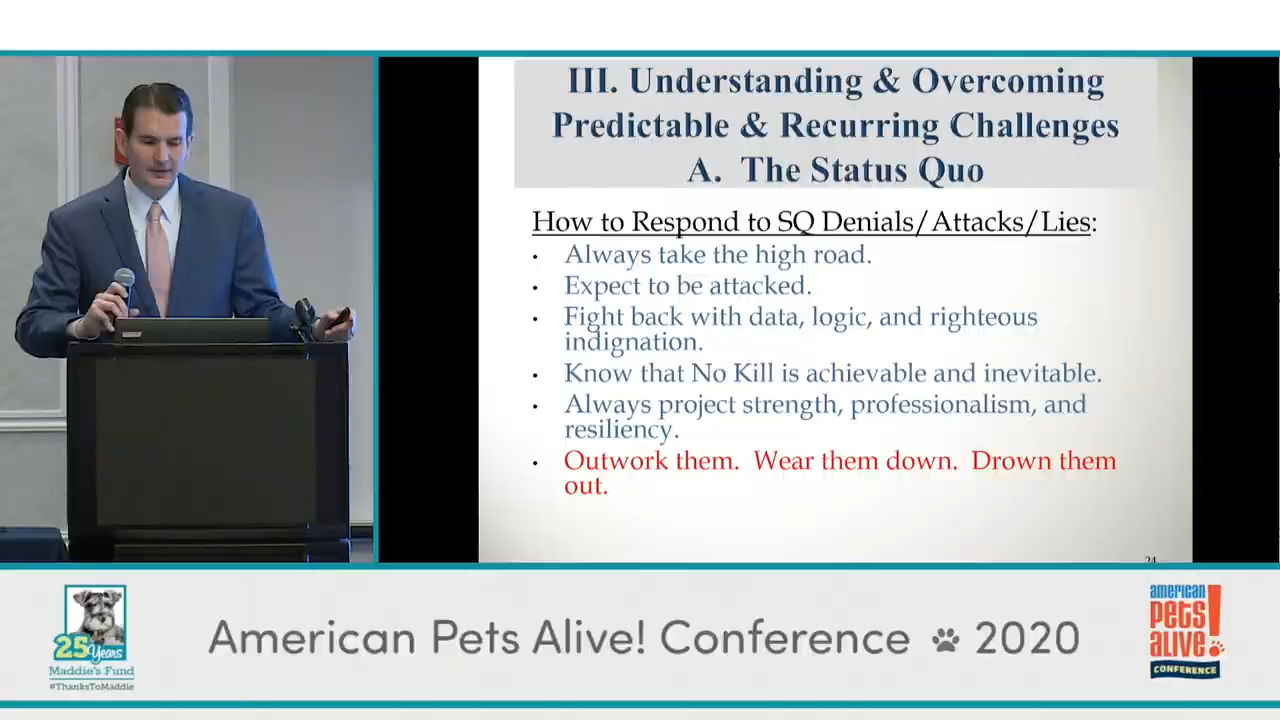 III. Understanding & Overcoming
Predictable & Recurring Challenges
A. The Status Quo
How to Respond to SQ Denials/Attacks/Lies:
• Always take the high road.
• Expect to be attacked.
• Fight back with data, logic, and righteous
indignation.
• Know that No Kill is achievable and inevitable.
• Always project strength, professionalism, and
resiliency.
• Outwork them. Wear them down. Drown them
out.
24
25
Years
Maddie's Fund
#ThanksToMaddie
American Pets Alive! Conference 2020
american
PETS
ALIVE!
CONFERENCE